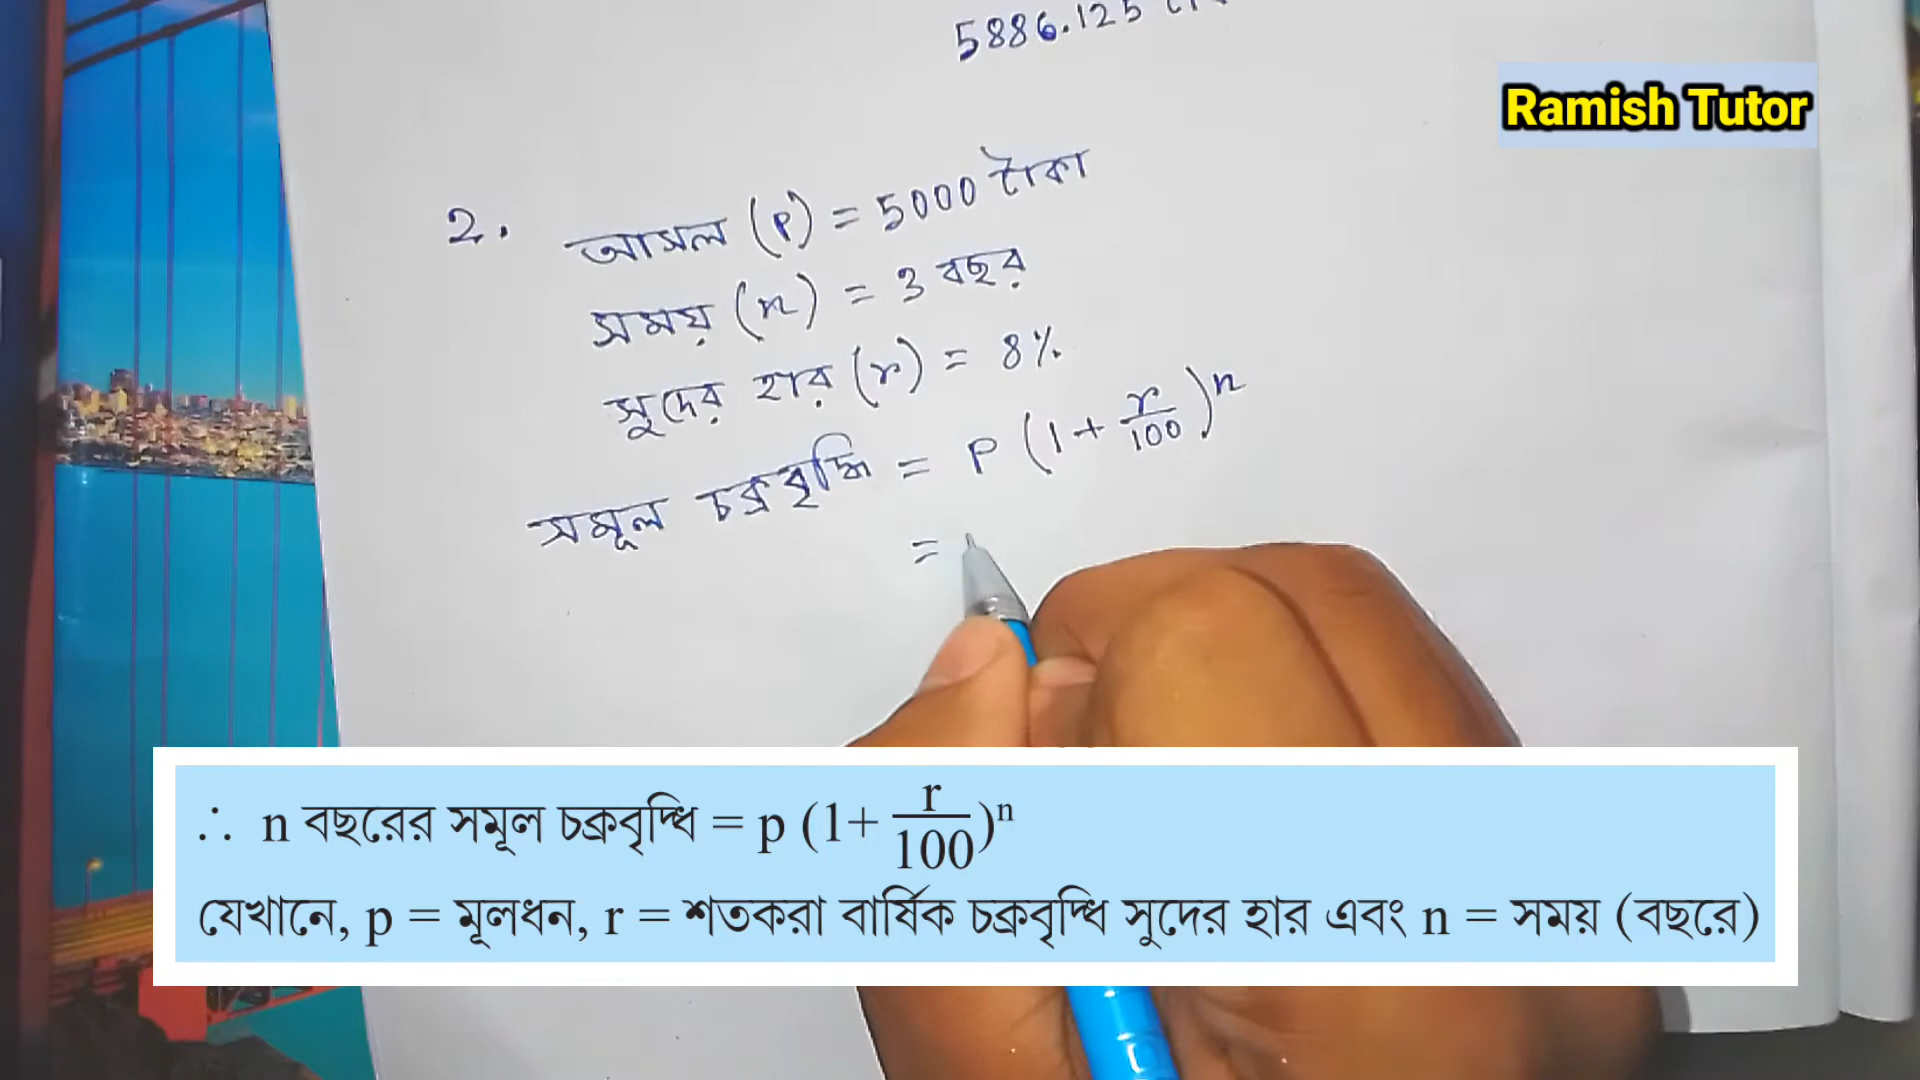 5886.125
Ramish Tutor
2. আসল (p) = 5000 টাকা
সময় (n) = 3 বছর
সুদের হার (r) = 8%
সমূল চক্রবৃদ্ধি = P (1 + r/100)^n
=
∴ n বছরের সমূল চক্রবৃদ্ধি = p (1+ r/100)^n
যেখানে, p = মূলধন, r = শতকরা বার্ষিক চক্রবৃদ্ধি সুদের হার এবং n = সময় (বছরে)